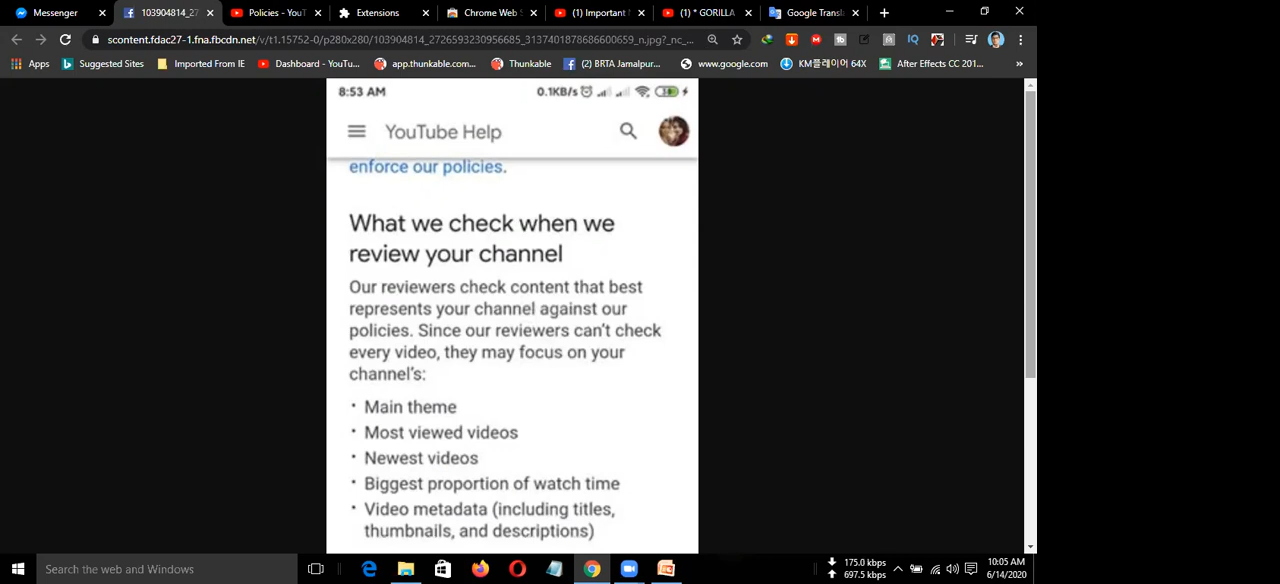 Messenger
103904814_27
Policies - YouT
Extensions
Chrome Web S
(1) Important M
(1) * GORILLA
Google Transl
scontent.fdac27-1.fna.fbcdn.net/v/t1.15752-0/p280x280/103904814_2726593230956685_3137401878686600659_n.jpg?_nc_...
Apps
Suggested Sites
Imported From IE
Dashboard - YouTu...
app.thunkable.com...
Thunkable
(2) BRTA Jamalpur...
www.google.com
KM플레이어 64X
After Effects CC 201...
»
8:53 AM
0.1KB/s
YouTube Help
enforce our policies.
What we check when we
review your channel
Our reviewers check content that best
represents your channel against our
policies. Since our reviewers can't check
every video, they may focus on your
channel's:
• Main theme
• Most viewed videos
• Newest videos
• Biggest proportion of watch time
• Video metadata (including titles,
thumbnails, and descriptions)
Search the web and Windows
175.0 kbps
697.5 kbps
10:05 AM
6/14/2020